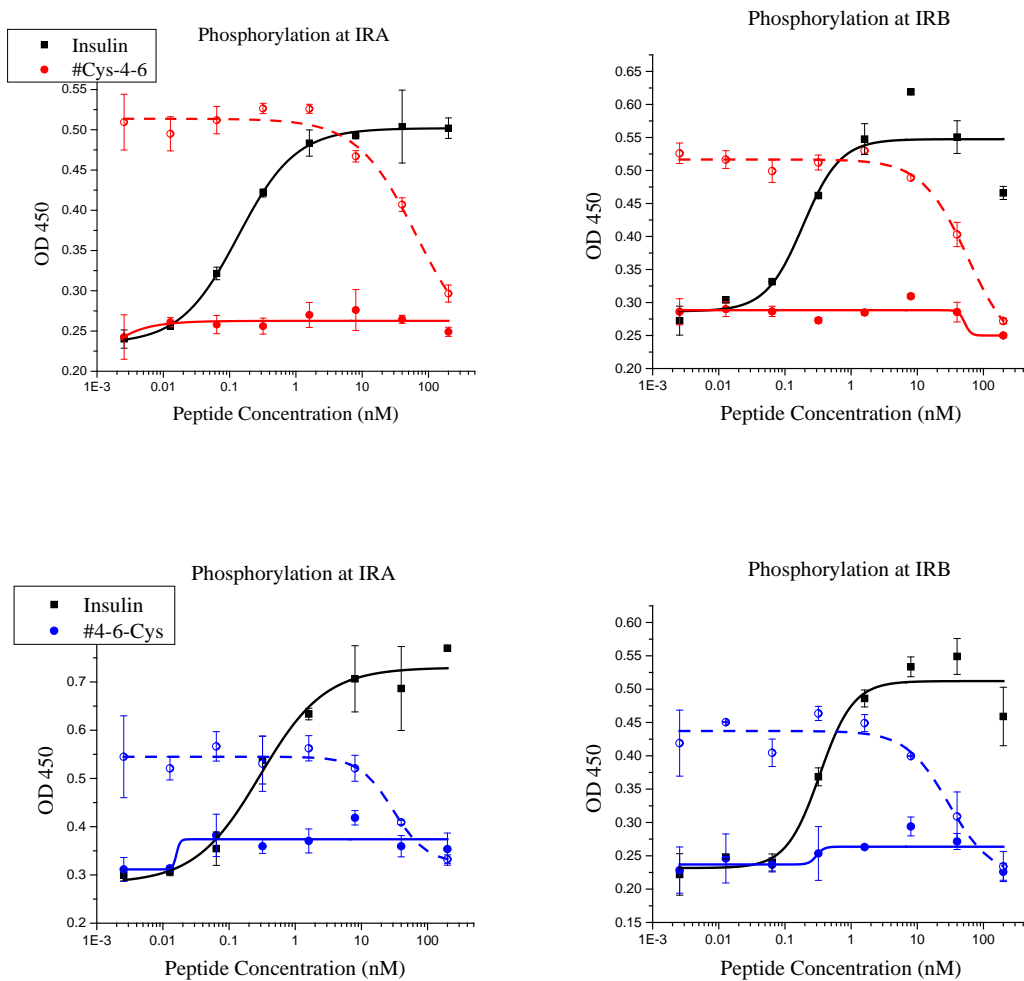 Phosphorylation at IRA
Insulin
#Cys-4-6
0.55
0.50
0.45
0.40
0.35
0.30
0.25
0.20
OD 450
1E-3 0.01 0.1 1 10 100
Peptide Concentration (nM)
Phosphorylation at IRB
0.65
0.60
0.55
0.50
0.45
0.40
0.35
0.30
0.25
0.20
OD 450
1E-3 0.01 0.1 1 10 100
Peptide Concentration (nM)
Phosphorylation at IRA
Insulin
#4-6-Cys
0.7
0.6
0.5
0.4
0.3
0.2
OD 450
1E-3 0.01 0.1 1 10 100
Peptide Concentration (nM)
Phosphorylation at IRB
0.60
0.55
0.50
0.45
0.40
0.35
0.30
0.25
0.20
0.15
OD 450
1E-3 0.01 0.1 1 10 100
Peptide Concentration (nM)